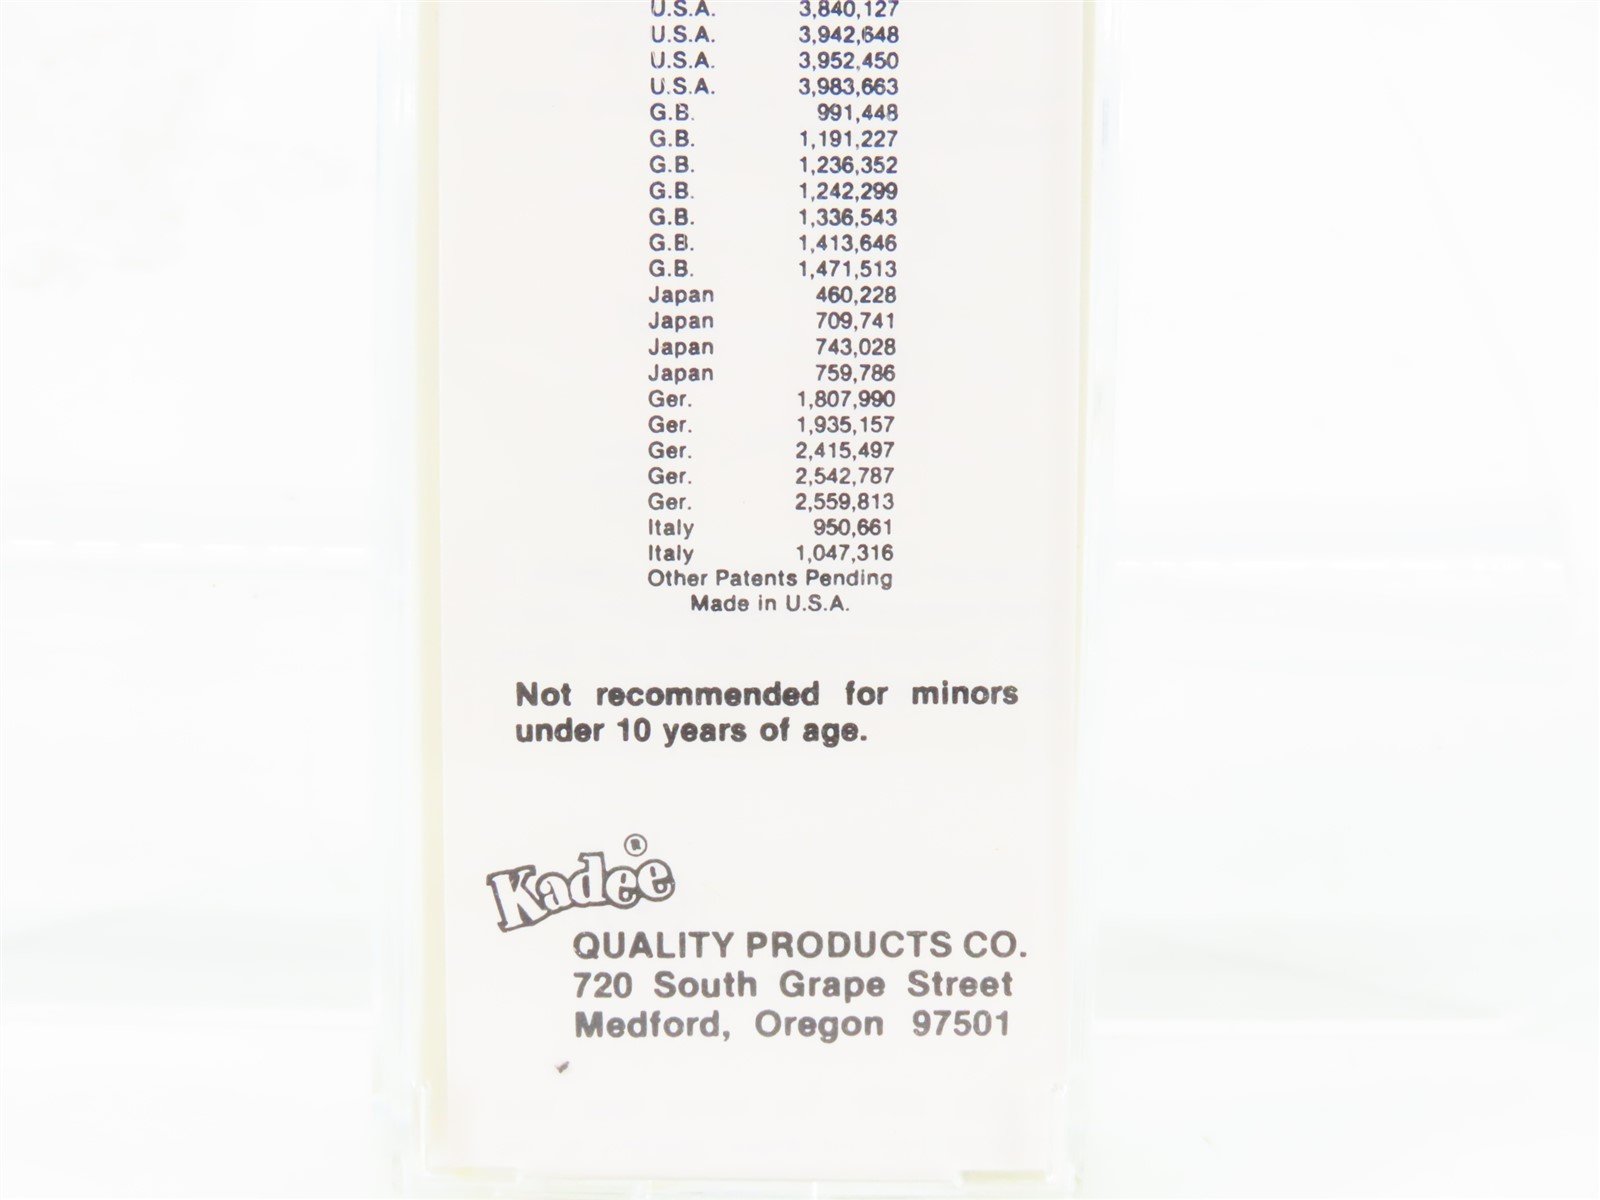 U.S.A. 3,840,127
U.S.A. 3,942,648
U.S.A. 3,952,450
U.S.A. 3,983,663
G.B. 991,448
G.B. 1,191,227
G.B. 1,236,352
G.B. 1,242,299
G.B. 1,336,543
G.B. 1,413,646
G.B. 1,471,513
Japan 460,228
Japan 709,741
Japan 743,028
Japan 759,786
Ger. 1,807,990
Ger. 1,935,157
Ger. 2,415,497
Ger. 2,542,787
Ger. 2,559,813
Italy 950,661
Italy 1,047,316
Other Patents Pending
Made in U.S.A.
Not recommended for minors
under 10 years of age.
Kadee®
QUALITY PRODUCTS CO.
720 South Grape Street
Medford, Oregon 97501